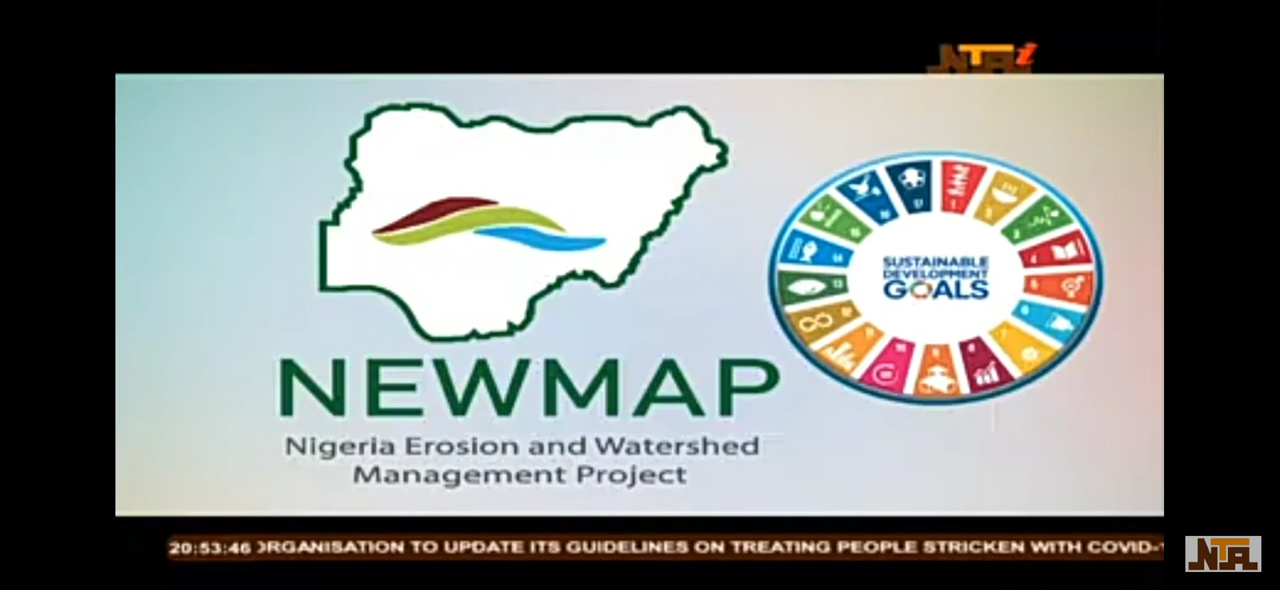 NTAi
NEWMAP
Nigeria Erosion and Watershed
Management Project
SUSTAINABLE
DEVELOPMENT
GOALS
20:53:46 ORGANISATION TO UPDATE ITS GUIDELINES ON TREATING PEOPLE STRICKEN WITH COVID-
NTA